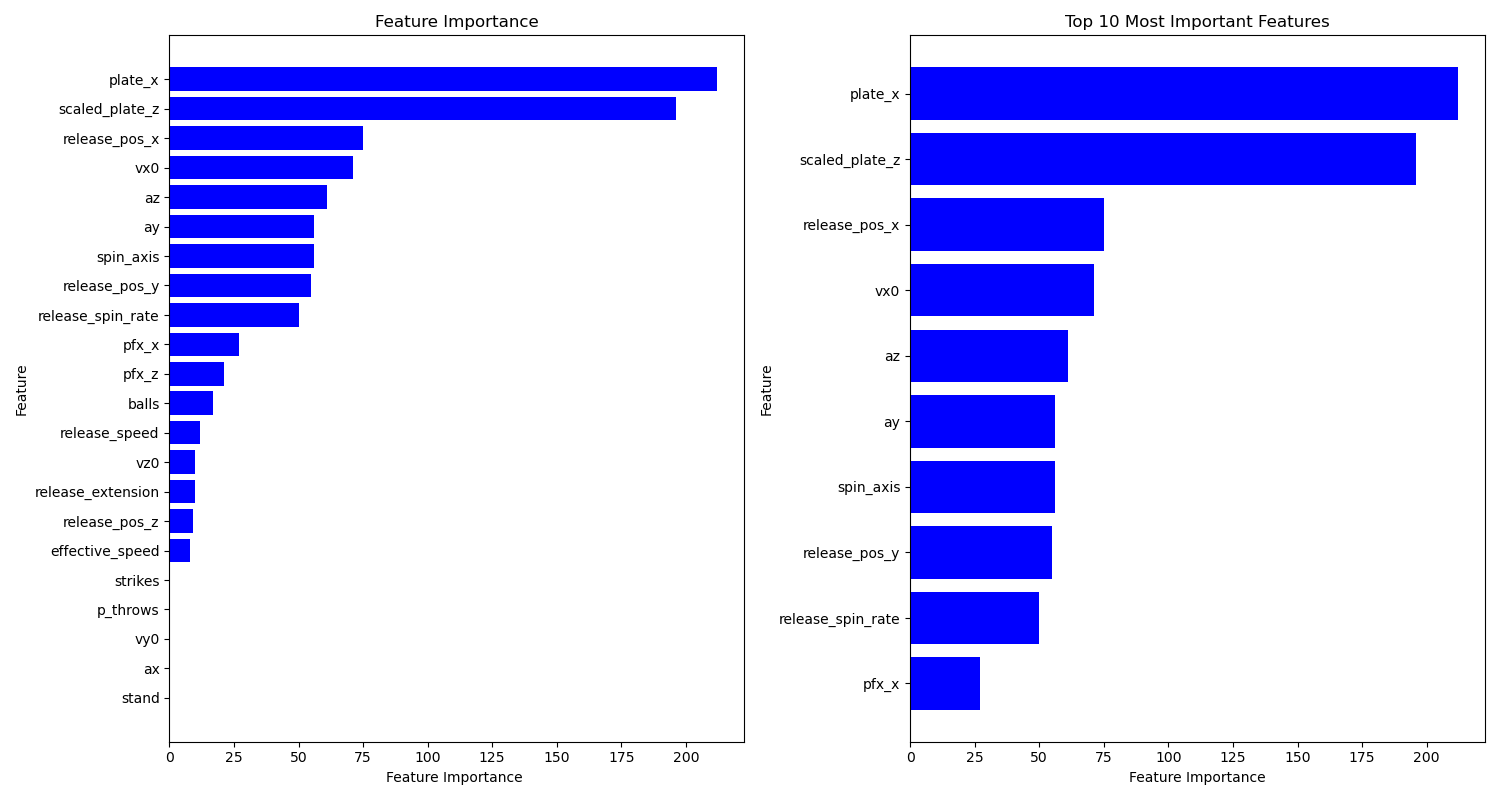 Feature Importance
Feature
plate_x
scaled_plate_z
release_pos_x
vx0
az
ay
spin_axis
release_pos_y
release_spin_rate
pfx_x
pfx_z
balls
release_speed
vz0
release_extension
release_pos_z
effective_speed
strikes
p_throws
vy0
ax
stand
0 25 50 75 100 125 150 175 200
Feature Importance
Top 10 Most Important Features
Feature
plate_x
scaled_plate_z
release_pos_x
vx0
az
ay
spin_axis
release_pos_y
release_spin_rate
pfx_x
0 25 50 75 100 125 150 175 200
Feature Importance